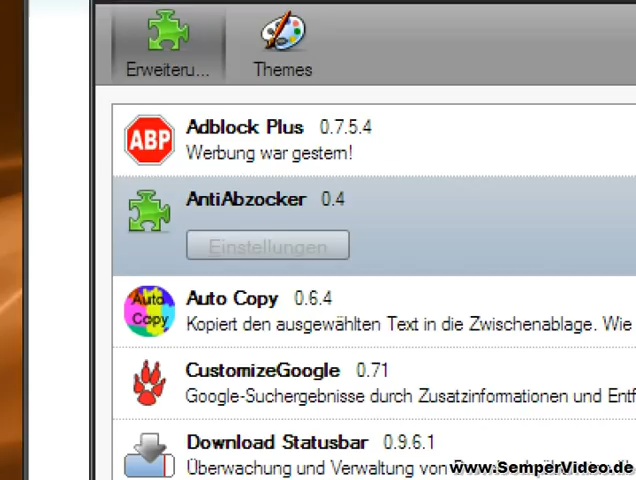 Erweiteru...
Themes
ABP
Adblock Plus 0.7.5.4
Werbung war gestern!
AntiAbzocker 0.4
Einstellungen
Auto Copy
Auto Copy 0.6.4
Kopiert den ausgewählten Text in die Zwischenablage. Wie
CustomizeGoogle 0.71
Google-Suchergebnisse durch Zusatzinformationen und Entf
Download Statusbar 0.9.6.1
Überwachung und Verwaltung von
www.SemperVideo.de